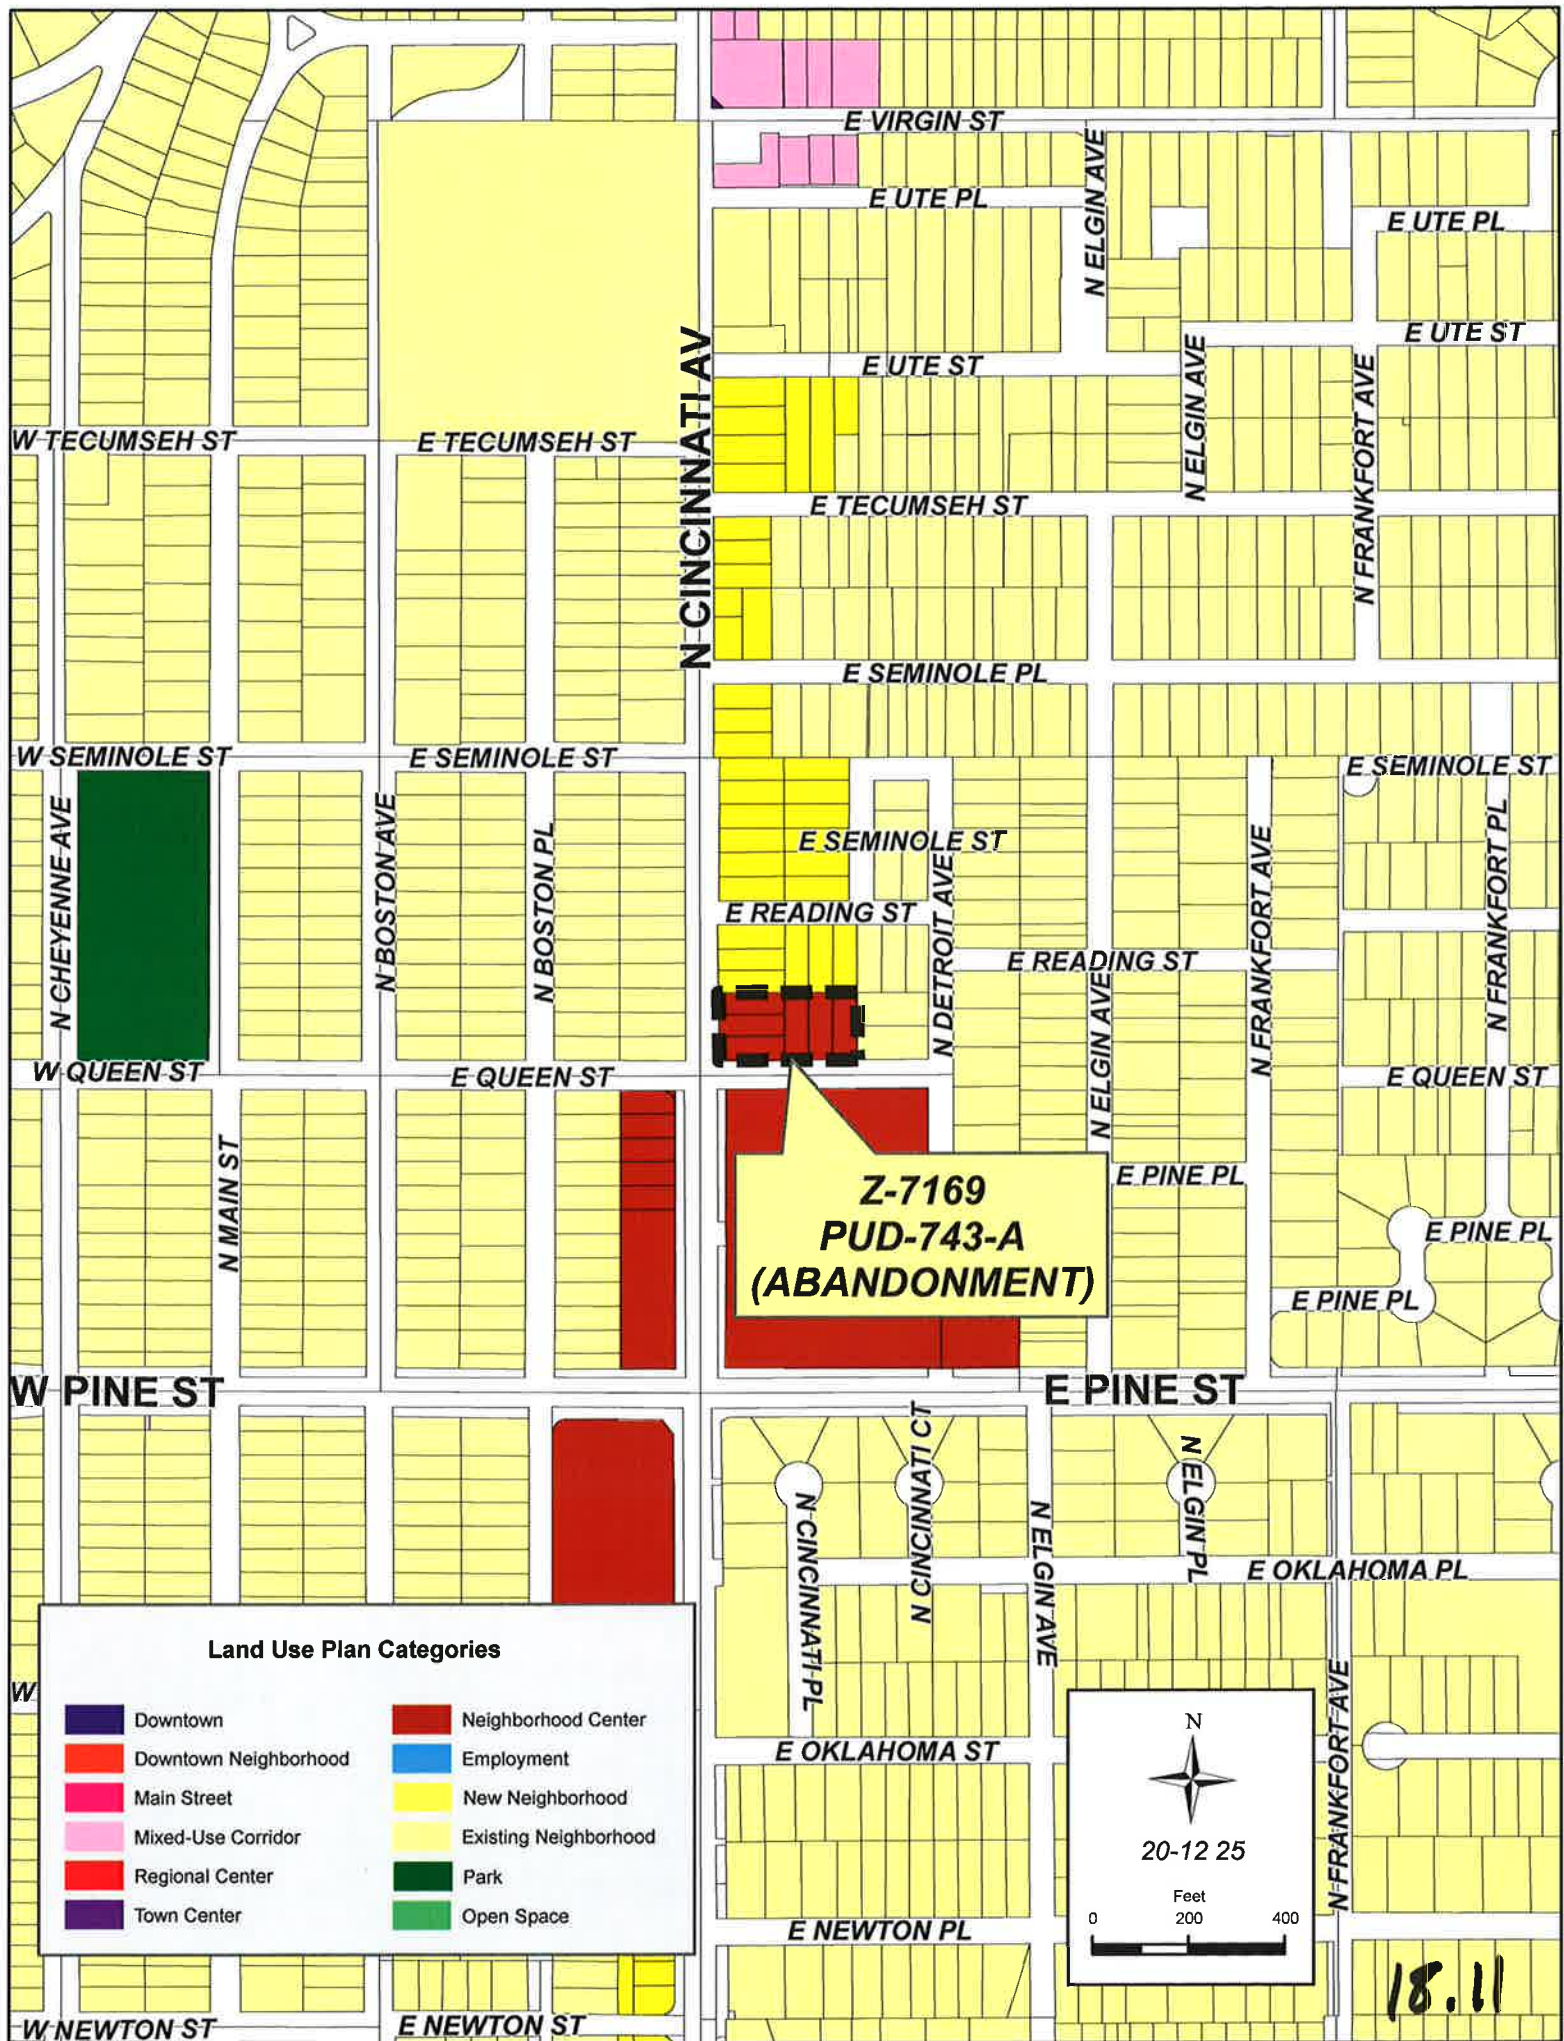 E VIRGIN ST
N ELGIN AVE
E UTE PL
E UTE PL
E UTE ST
E UTE ST
N CINCINNATI AV
N ELGIN AVE
N FRANKFORT AVE
W TECUMSEH ST
E TECUMSEH ST
E TECUMSEH ST
E SEMINOLE PL
W SEMINOLE ST
E SEMINOLE ST
E SEMINOLE ST
N CHEYENNE AVE
N BOSTON AVE
N BOSTON PL
E SEMINOLE ST
N DETROIT AVE
N FRANKFORT AVE
N FRANKFORT PL
E READING ST
E READING ST
N ELGIN AVE
W QUEEN ST
E QUEEN ST
E QUEEN ST
N MAIN ST
E PINE PL
Z-7169
PUD-743-A
(ABANDONMENT)
E PINE PL
E PINE PL
W PINE ST
E PINE ST
N CINCINNATI PL
N CINCINNATI CT
N ELGIN AVE
N ELGIN PL
E OKLAHOMA PL
N FRANKFORT AVE
E OKLAHOMA ST
W
Land Use Plan Categories
Downtown
Downtown Neighborhood
Main Street
Mixed-Use Corridor
Regional Center
Town Center
Neighborhood Center
Employment
New Neighborhood
Existing Neighborhood
Park
Open Space
N
20-12 25
Feet
0 200 400
E NEWTON PL
18.11
W NEWTON ST
E NEWTON ST